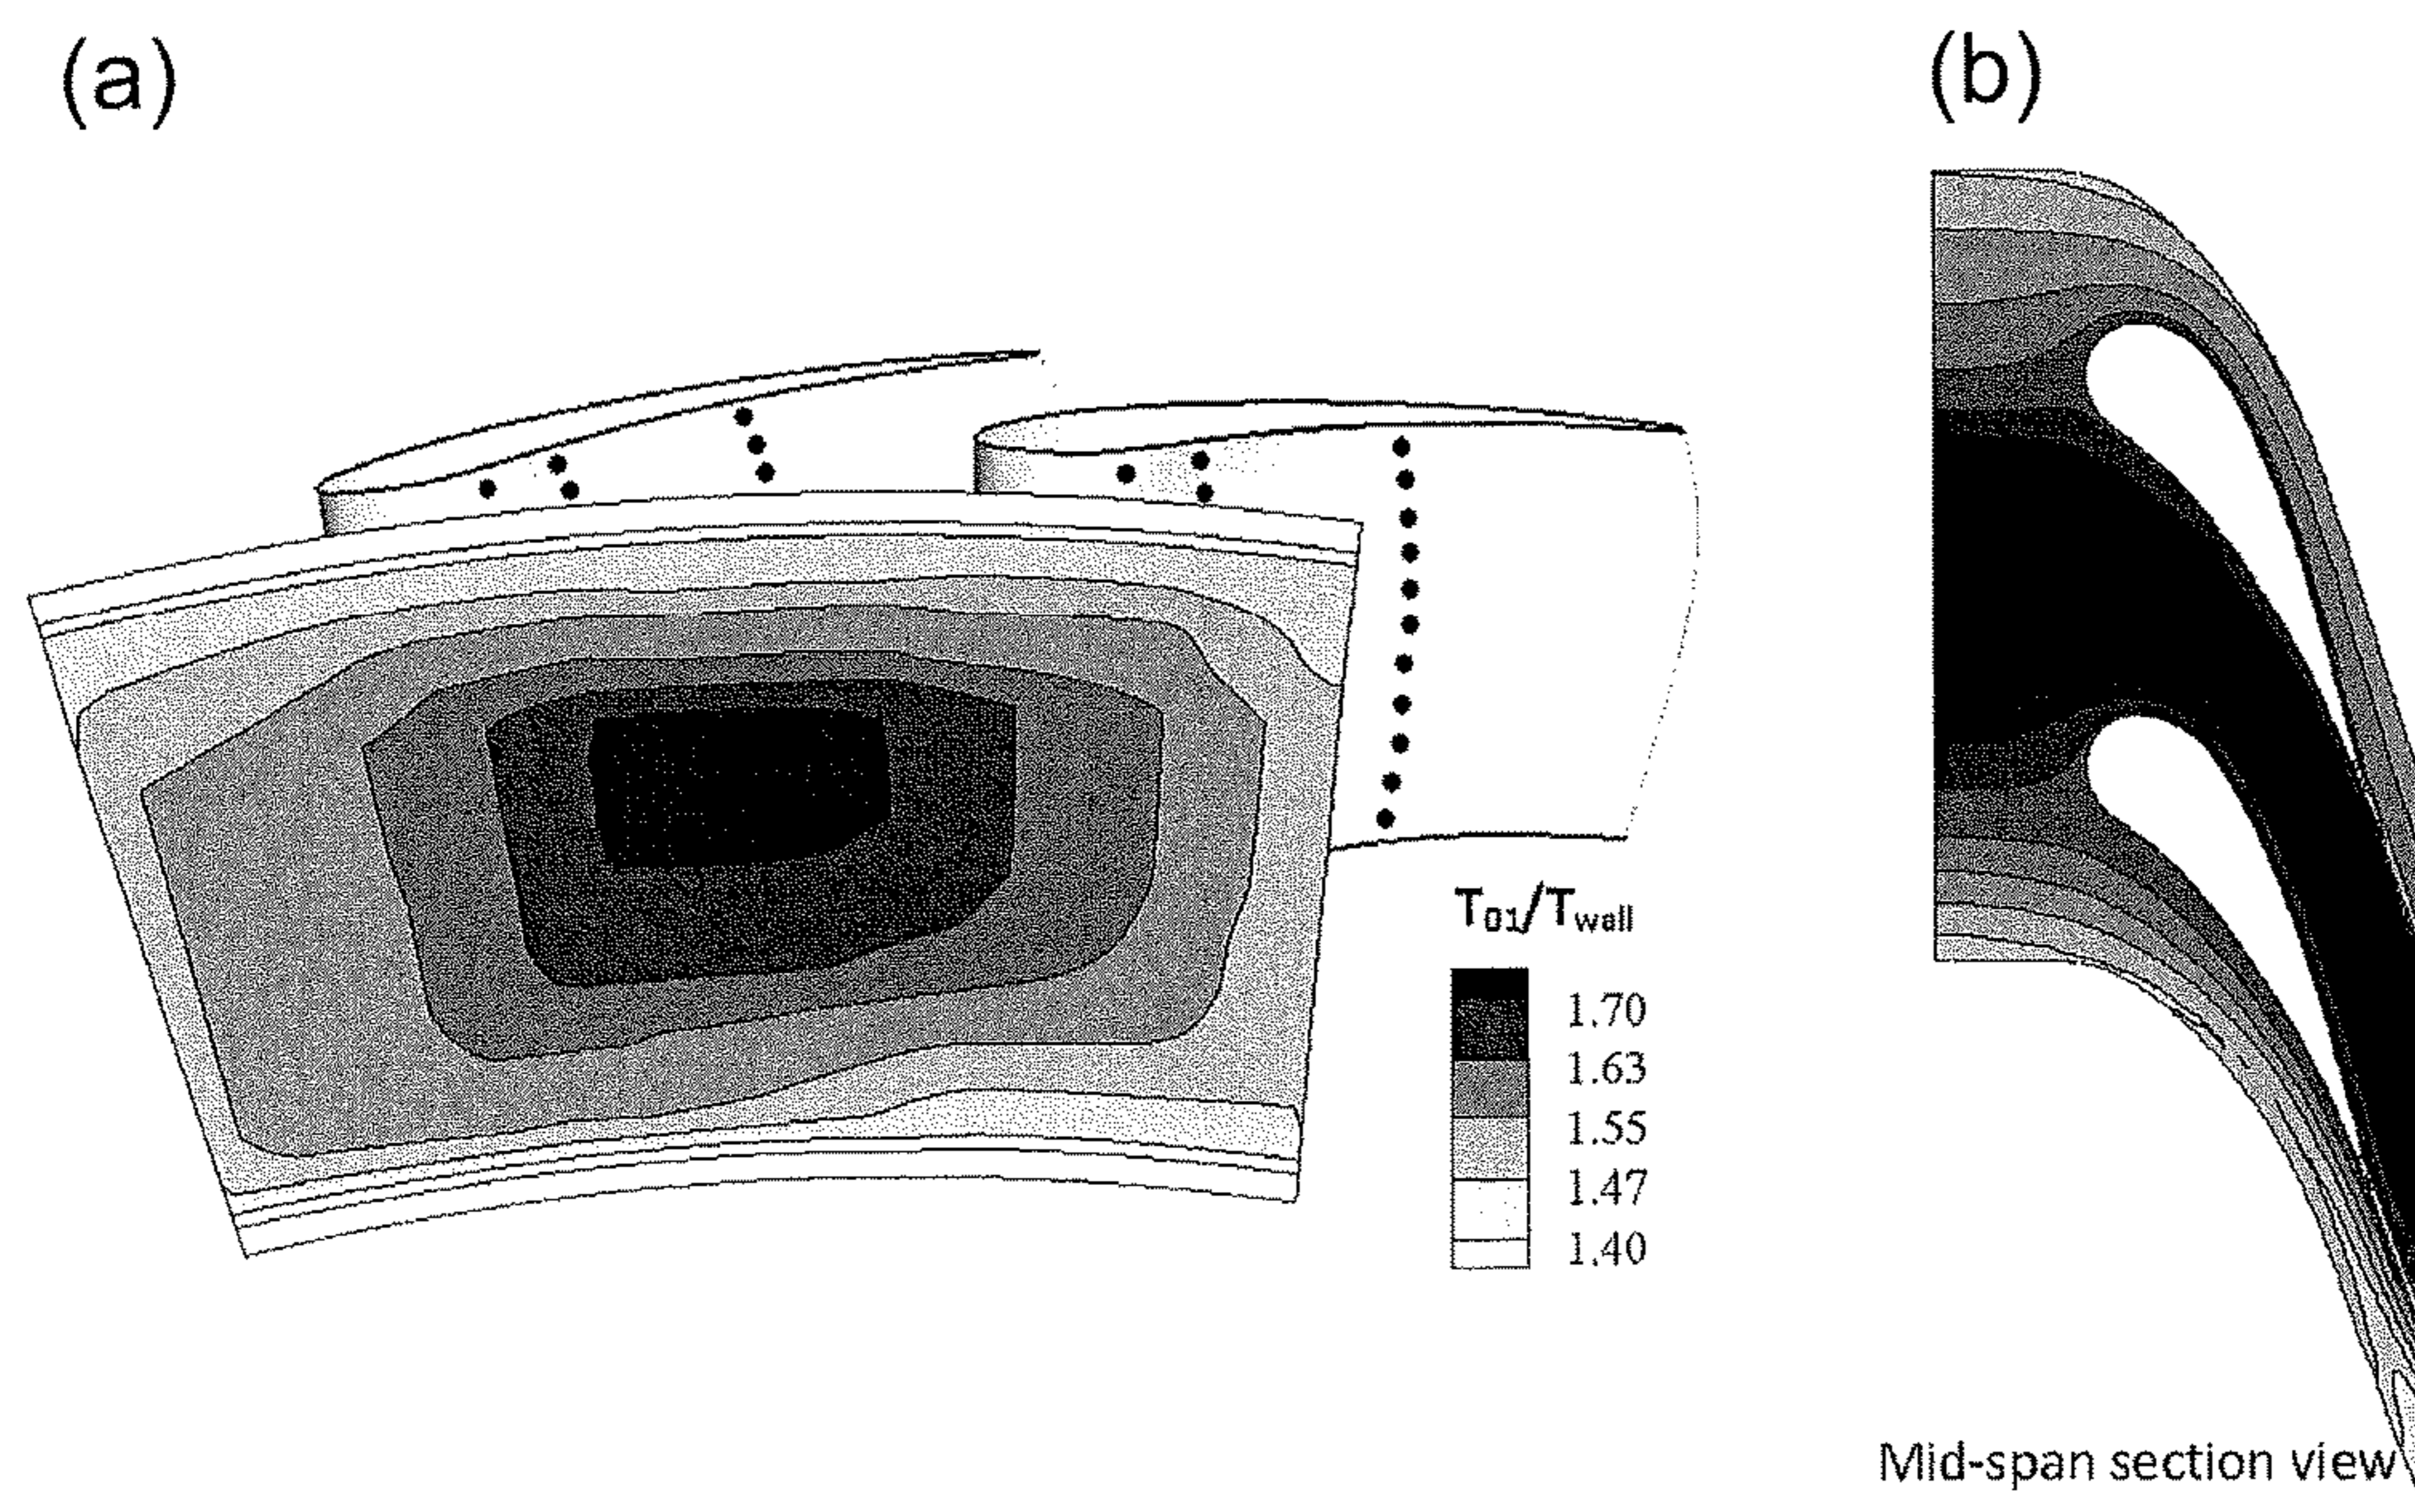 (a)
(b)
T01/Twall
1.70
1.63
1.55
1.47
1.40
Mid-span section view